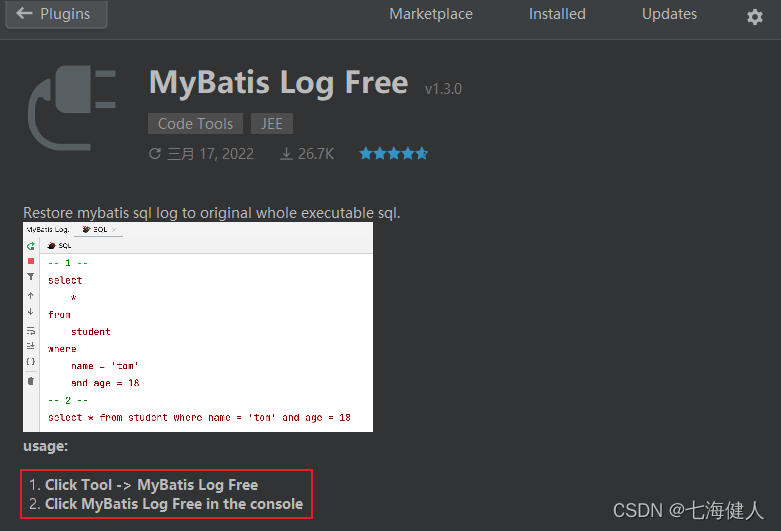 Plugins
Marketplace Installed Updates
MyBatis Log Free v1.3.0
Code Tools JEE
三月 17, 2022 26.7K
Restore mybatis sql log to original whole executable sql.
MyBatis Log. SQL ×
SQL
-- 1 --
select
*
from
student
where
name = 'tom'
and age = 18
-- 2 --
select * from student where name = 'tom' and age = 18
usage:
1. Click Tool -> MyBatis Log Free
2. Click MyBatis Log Free in the console
CSDN @七海健人